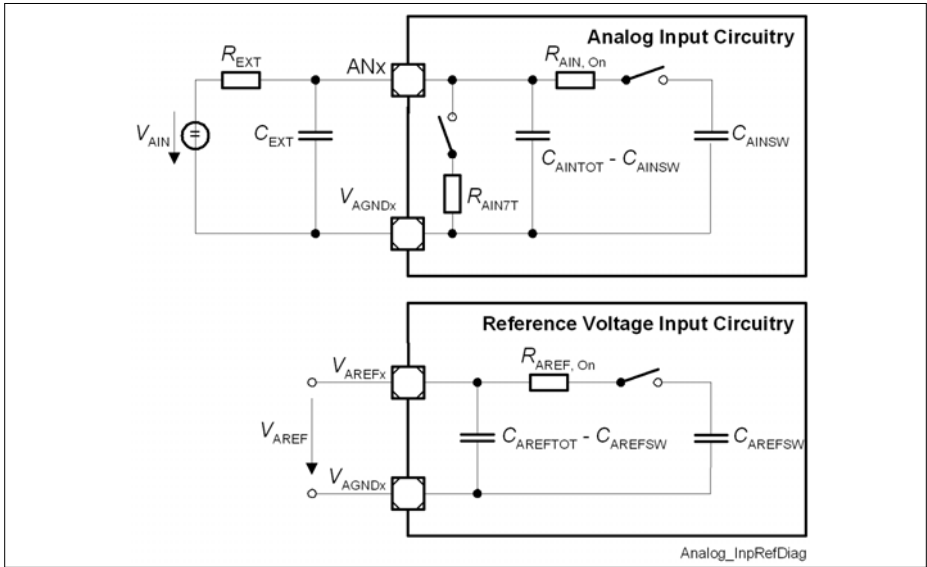 Analog Input Circuitry
R_EXT
ANx
R_AIN, On
V_AIN
C_EXT
C_AINTOT - C_AINSW
C_AINSW
V_AGNDx
R_AIN7T
Reference Voltage Input Circuitry
V_AREFx
R_AREF, On
V_AREF
C_AREFTOT - C_AREFSW
C_AREFSW
V_AGNDx
Analog_InpRefDiag